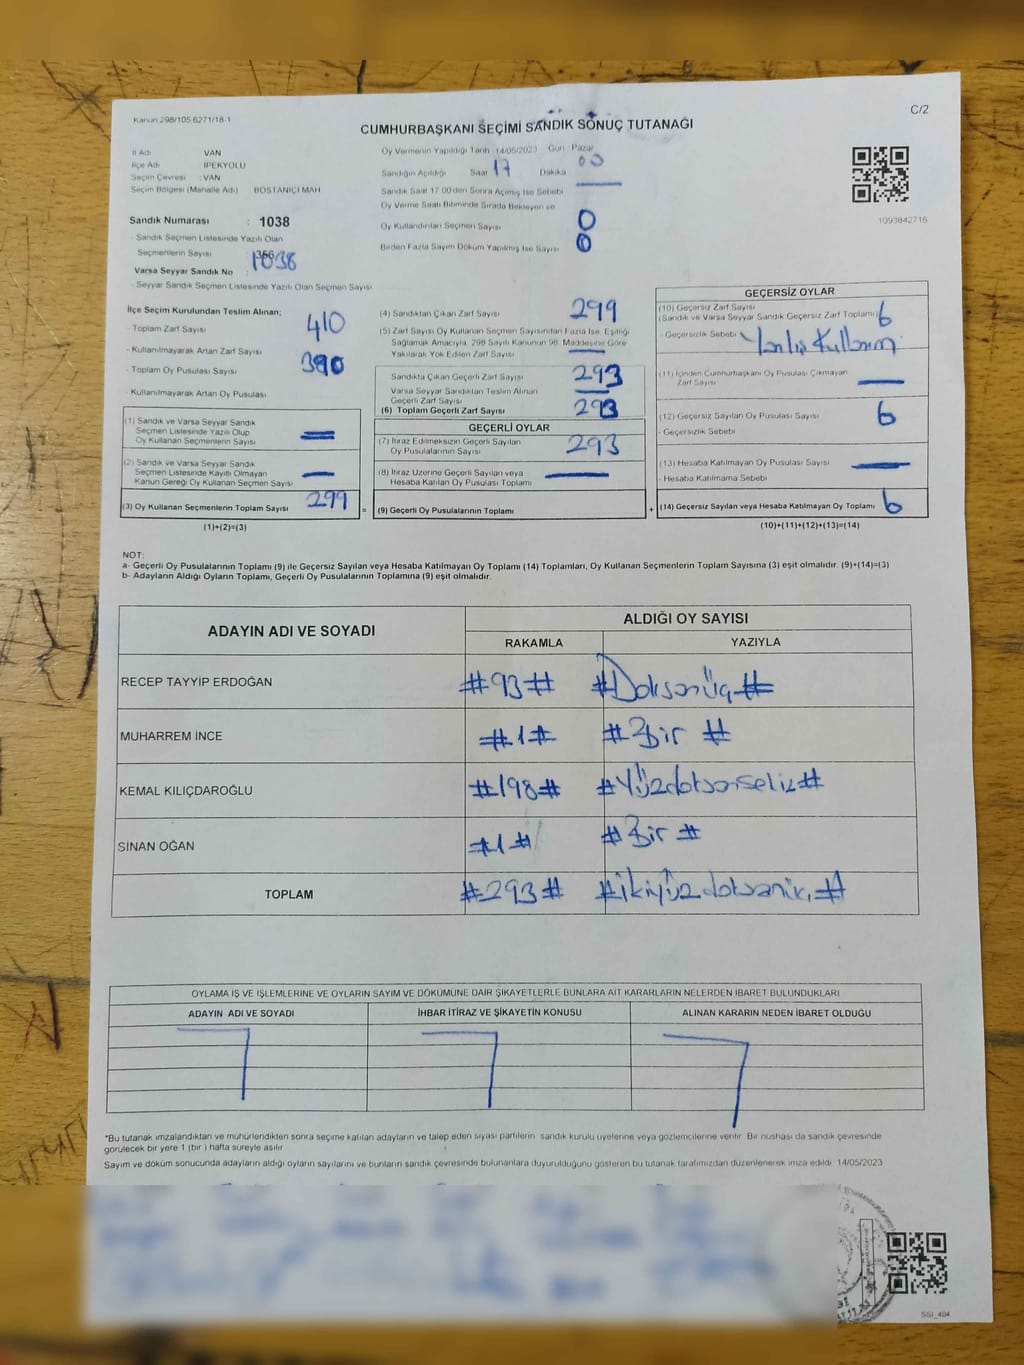 Kanun 298/105,6271/18-1
C/2
CUMHURBAŞKANI SEÇİMİ SANDIK SONUÇ TUTANAĞI
İl Adı VAN
İlçe Adı İPEKYOLU
Seçim Çevresi : VAN
Seçim Bölgesi (Mahalle Adı) BOSTANİÇİ MAH
Sandık Numarası : 1038
- Sandık Seçmen Listesinde Yazılı Olan
Seçmenlerin Sayısı 356
1038
Varsa Seyyar Sandık No
- Seyyar Sandık Seçmen Listesinde Yazılı Olan Seçmen Sayısı
Oy Vermenin Yapıldığı Tarih 14/05/2023 Gün Pazar
Sandığın Açıldığı Saat 17 Dakika 00
Sandık Saat 17 00 den Sonra Açılmış İse Sebebi
Oy Verme Saati Bitiminde Sırada Bekleyen ve
Oy Kullandırılan Seçmen Sayısı 0
Birden Fazla Sayım Döküm Yapılmış İse Sayısı 0
1093842716
İlçe Seçim Kurulundan Teslim Alınan;
- Toplam Zarf Sayısı 410
- Kullanılmayarak Artan Zarf Sayısı
- Toplam Oy Pusulası Sayısı
- Kullanılmayarak Artan Oy Pusulası
(1) Sandık ve Varsa Seyyar Sandık
Seçmen Listesinde Yazılı Olup
Oy Kullanan Seçmenlerin Sayısı
(2) Sandık ve Varsa Seyyar Sandık
Seçmen Listesinde Kayıtlı Olmayan
Kanun Gereği Oy Kullanan Seçmen Sayısı
(3) Oy Kullanan Seçmenlerin Toplam Sayısı 299
(1)+(2)=(3)
=
(4) Sandıktan Çıkan Zarf Sayısı 299
(5) Zarf Sayısı Oy Kullanan Seçmen Sayısından Fazla İse, Eşitliği
Sağlamak Amacıyla, 298 Sayılı Kanunun 98. Maddesine Göre
Yakılarak Yok Edilen Zarf Sayısı
Sandıkta Çıkan Geçerli Zarf Sayısı 293
Varsa Seyyar Sandıktan Teslim Alınan
Geçerli Zarf Sayısı
(6) Toplam Geçerli Zarf Sayısı 293
GEÇERLİ OYLAR
(7) İtiraz Edilmeksizin Geçerli Sayılan
Oy Pusulalarının Sayısı 293
(8) İtiraz Üzerine Geçerli Sayılan veya
Hesaba Katılan Oy Pusulası Toplamı
(9) Geçerli Oy Pusulalarının Toplamı
+
GEÇERSİZ OYLAR
(10) Geçersiz Zarf Sayısı
(Sandık ve Varsa Seyyar Sandık Geçersiz Zarf Toplamı) 6
- Geçersizlik Sebebi Yanlış Kullanım
(11) İçinden Cumhurbaşkanı Oy Pusulası Çıkmayan
Zarf Sayısı
(12) Geçersiz Sayılan Oy Pusulası Sayısı 6
- Geçersizlik Sebebi
(13) Hesaba Katılmayan Oy Pusulası Sayısı
- Hesaba Katılmama Sebebi
(14) Geçersiz Sayılan veya Hesaba Katılmayan Oy Toplamı 6
(10)+(11)+(12)+(13)=(14)
NOT:
a- Geçerli Oy Pusulalarının Toplamı (9) ile Geçersiz Sayılan veya Hesaba Katılmayan Oy Toplamı (14) Toplamları, Oy Kullanan Seçmenlerin Toplam Sayısına (3) eşit olmalıdır. (9)+(14)=(3)
b- Adayların Aldığı Oyların Toplamı, Geçerli Oy Pusulalarının Toplamına (9) eşit olmalıdır.
ADAYIN ADI VE SOYADI ALDIĞI OY SAYISI
RAKAMLA YAZIYLA
RECEP TAYYİP ERDOĞAN #93# #Doksanüç#
MUHARREM İNCE #1# #Bir#
KEMAL KILIÇDAROĞLU #198# #Yüzdoksansekiz#
SİNAN OĞAN #1# #Bir#
TOPLAM #293#
OYLAMA İŞ VE İŞLEMLERİNE VE OYLARIN SAYIM VE DÖKÜMÜNE DAİR ŞİKAYETLERLE BUNLARA AİT KARARLARIN NELERDEN İBARET BULUNDUKLARI
ADAYIN ADI VE SOYADI İHBAR İTİRAZ VE ŞİKAYETİN KONUSU ALINAN KARARIN NEDEN İBARET OLDUĞU
*Bu tutanak imzalandıktan ve mühürlendikten sonra seçime katılan adayların ve talep eden siyasi partilerin sandık kurulu üyelerine veya gözlemcilerine verilir. Bir nüshası da sandık çevresinde
görülecek bir yere 1 (bir) hafta süreyle asılır
Sayım ve döküm sonucunda adayların aldığı oyların sayılarını ve bunların sandık çevresinde bulunanlara duyurulduğunu gösteren bu tutanak tarafımızdan düzenlenerek imza edildi 14/05/2023
SSİ_404